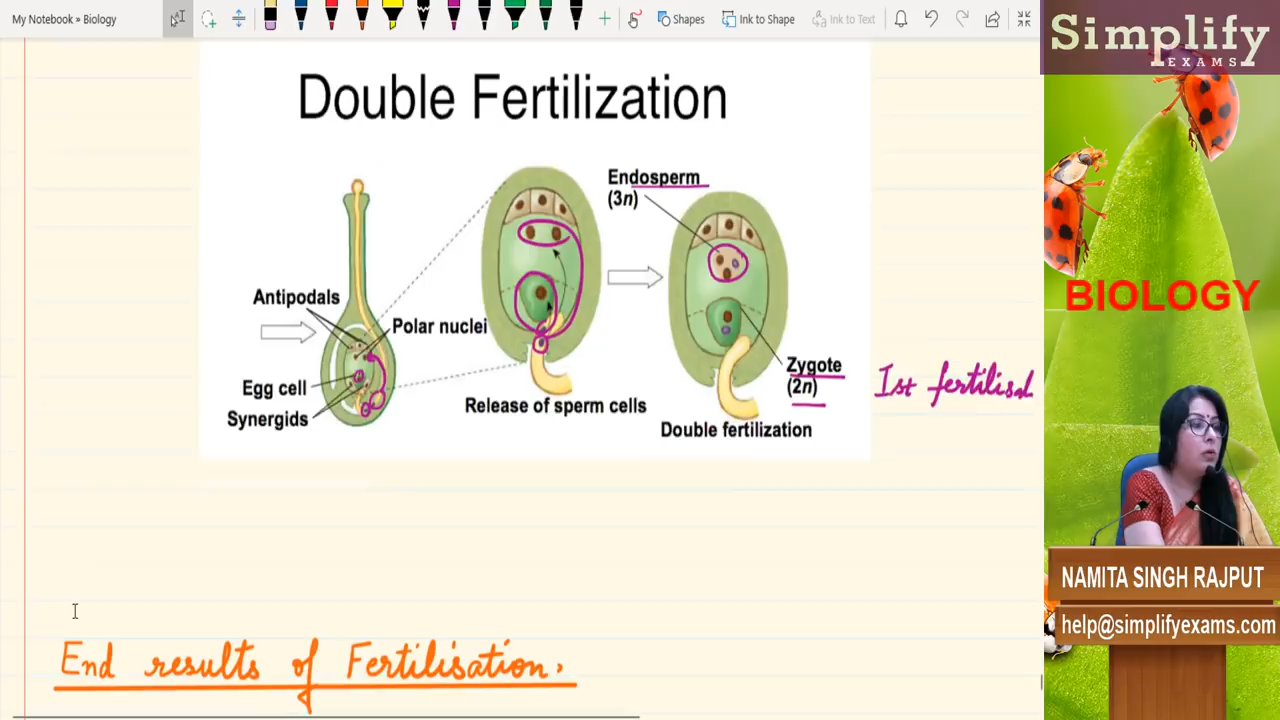 My Notebook » Biology
Shapes
Ink to Shape
Ink to Text
Simplify
EXAMS
Double Fertilization
Endosperm
(3n)
Antipodals
Polar nuclei
Egg cell
Synergids
Release of sperm cells
Zygote
(2n)
Double fertilization
Ist fertilisat
BIOLOGY
NAMITA SINGH RAJPUT
help@simplifyexams.com
End results of Fertilisation.